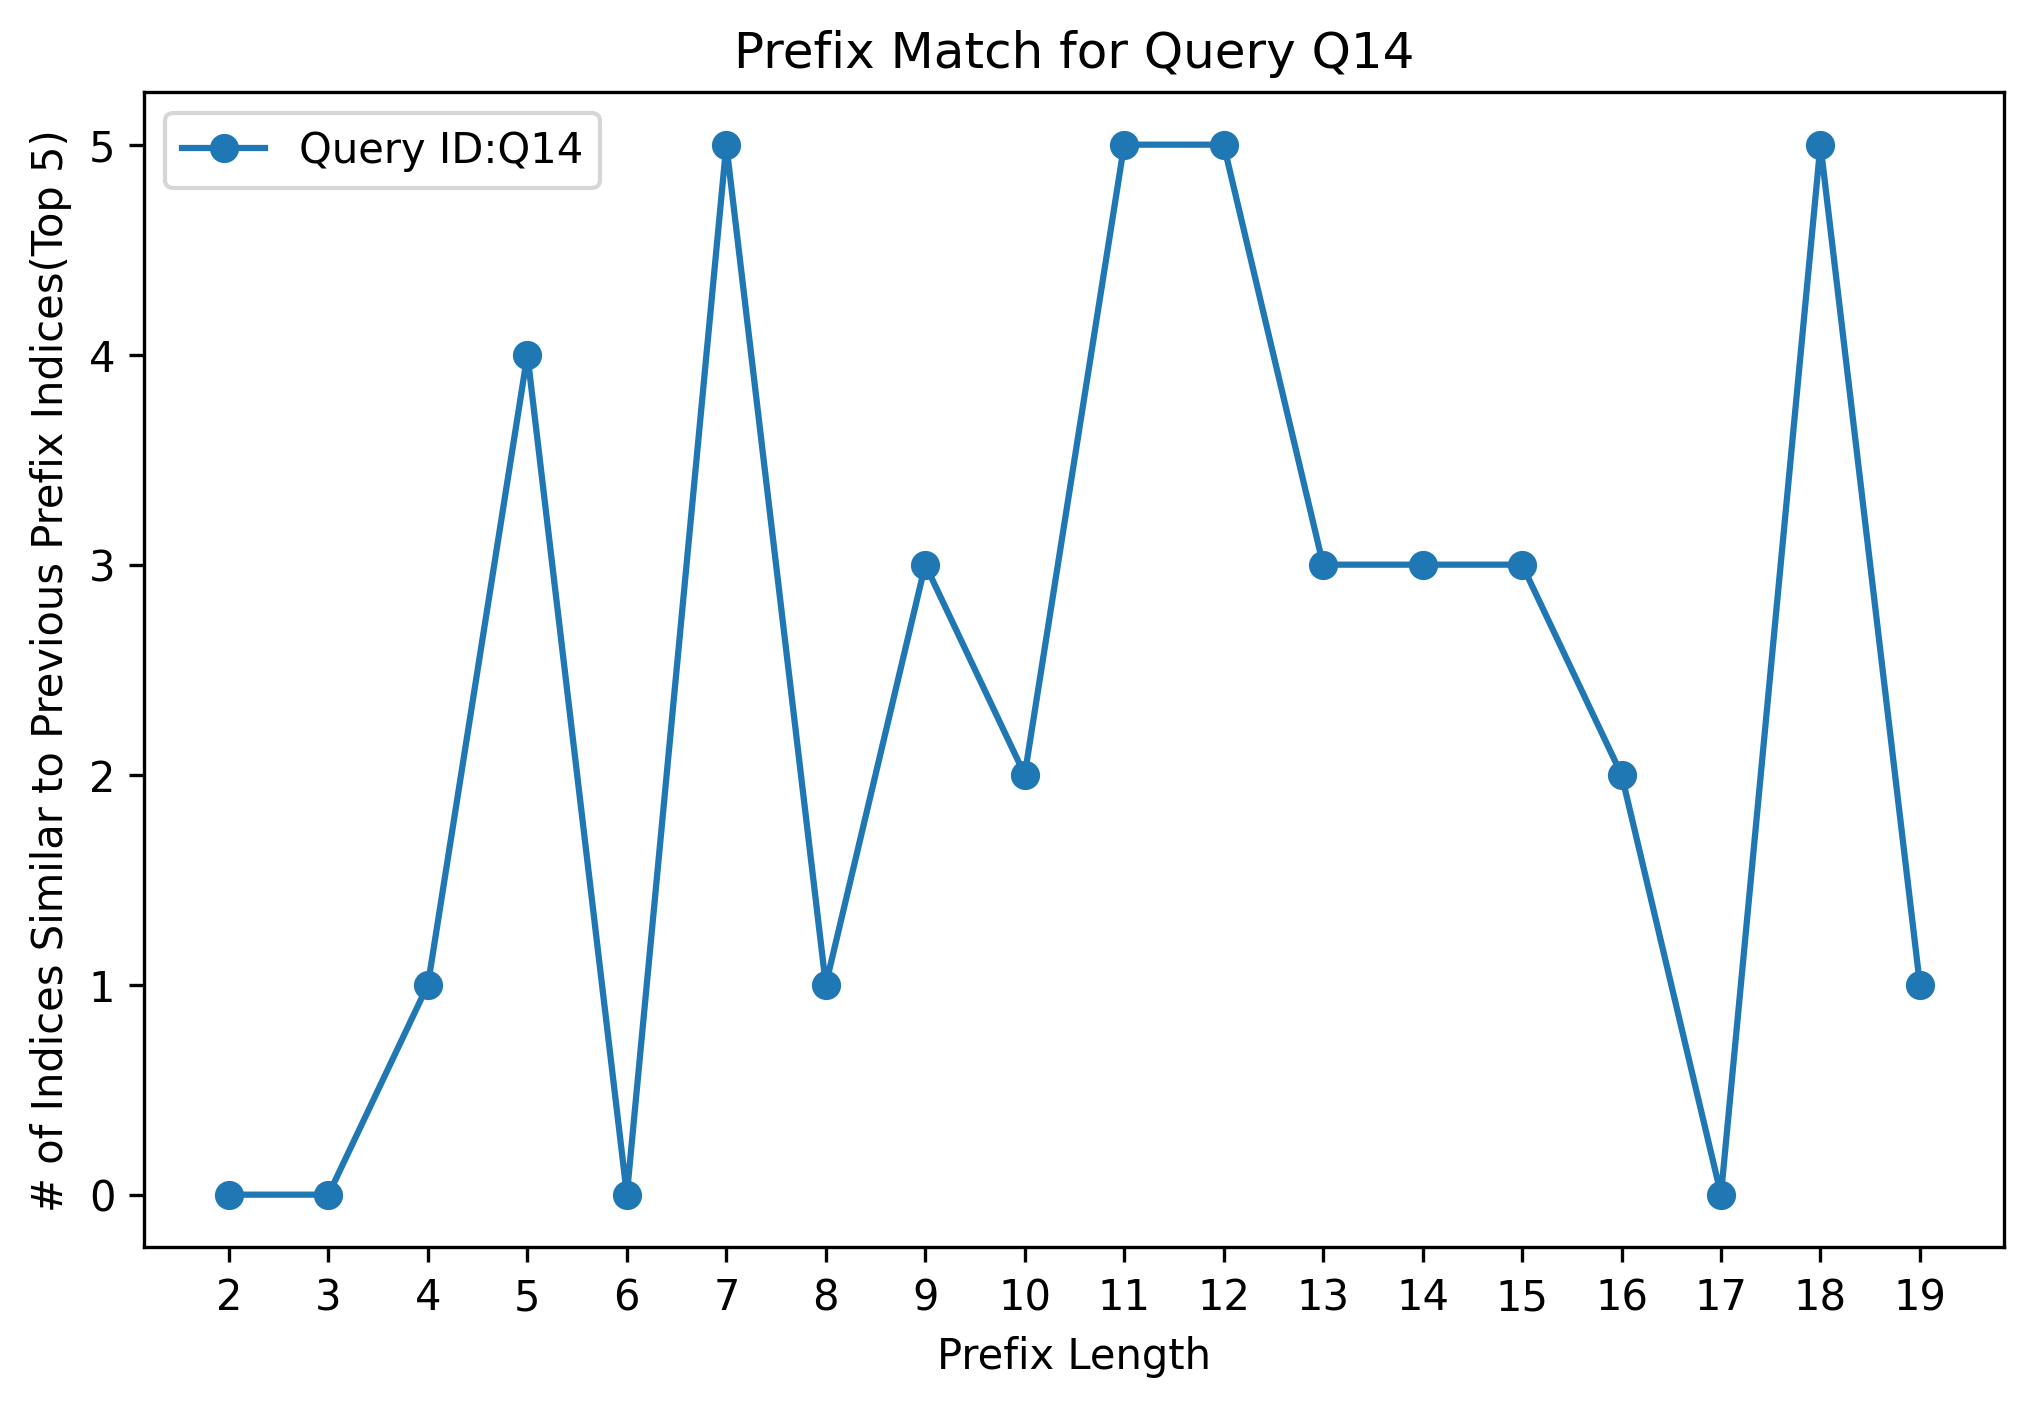 Prefix Match for Query Q14
Query ID:Q14
# of Indices Similar to Previous Prefix Indices(Top 5)
5
4
3
2
1
0
2 3 4 5 6 7 8 9 10 11 12 13 14 15 16 17 18 19
Prefix Length